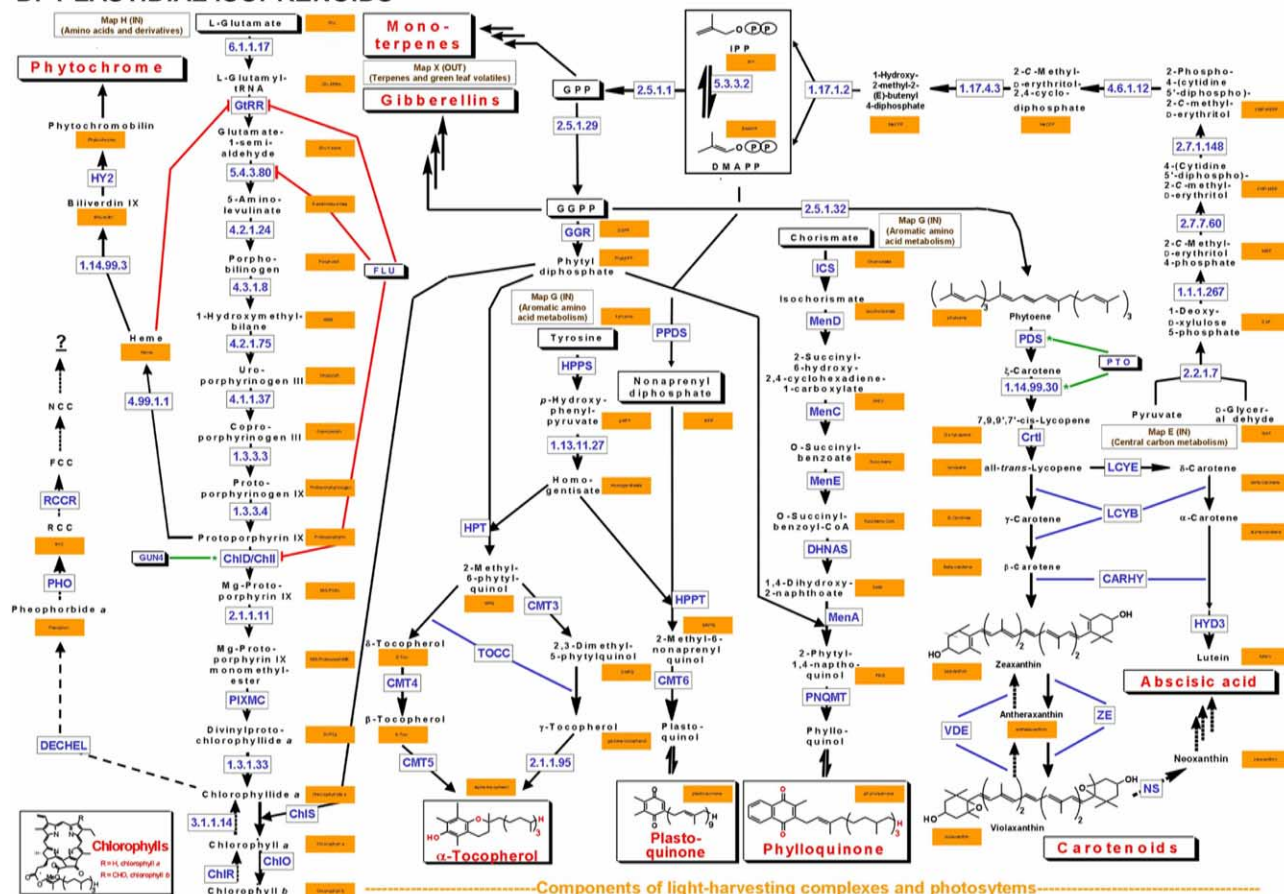 B. PLASTIDIAL ISOPRENOIDS
Map H (IN)
(Amino acids and derivatives)
Phytochrome
Phytochromobilin
HY2
Biliverdin IX
1.14.99.3
Heme
4.99.1.1
?
NCC
FCC
RCCR
RCC
PHO
Pheophorbide a
DECHEL
L-Glutamate
6.1.1.17
L-Glutamyl-
tRNA
GtRR
Glutamate-
1-semi-
aldehyde
5.4.3.80
5-Amino-
levulinate
4.2.1.24
Porpho-
bilinogen
4.3.1.8
1-Hydroxymethyl-
bilane
4.2.1.75
Uro-
porphyrinogen III
4.1.1.37
Copro-
porphyrinogen III
1.3.3.3
Proto-
porphyrinogen IX
1.3.3.4
Protoporphyrin IX
GUN4
ChlD/ChlI
Mg-Proto-
porphyrin IX
2.1.1.11
Mg-Proto-
porphyrin IX
monomethyl-
ester
PIXMC
Divinylproto-
chlorophyllide a
1.3.1.33
Chlorophyllide a
3.1.1.14
ChlS
Chlorophyll a
ChlR
ChlO
Chlorophyll b
FLU
Chlorophylls
R = H, chlorophyll a
R = CHO, chlorophyll b
Mono-
terpenes
Map X (OUT)
(Terpenes and green leaf volatiles)
Gibberellins
GPP
2.5.1.1
2.5.1.29
GGPP
GGR
Phytyl
diphosphate
IPP
5.3.3.2
DMAPP
1.17.1.2
1-Hydroxy-
2-methyl-2-
(E)-butenyl
4-diphosphate
1.17.4.3
2-C-Methyl-
D-erythritol-
2,4-cyclo-
diphosphate
4.6.1.12
2-Phospho-
4-(cytidine
5'-diphospho)-
2-C-methyl-
D-erythritol
2.7.1.148
4-(Cytidine
5'-diphospho)-
2-C-methyl-
D-erythritol
2.7.7.60
2-C-Methyl-
D-erythritol
4-phosphate
1.1.1.267
1-Deoxy-
D-xylulose
5-phosphate
2.2.1.7
Pyruvate
D-Glycer-
al dehyde
Map E (IN)
(Central carbon metabolism)
2.5.1.32
Map G (IN)
(Aromatic amino
acid metabolism)
Chorismate
ICS
Isochorismate
MenD
2-Succinyl-
6-hydroxy-
2,4-cyclohexadiene-
1-carboxylate
MenC
O-Succinyl-
benzoate
MenE
O-Succinyl-
benzoyl-CoA
DHNAS
1,4-Dihydroxy-
2-naphthoate
MenA
2-Phytyl-
1,4-naptho-
quinol
PNQMT
Phyllo-
quinol
Phylloquinone
Map G (IN)
(Aromatic amino
acid metabolism)
Tyrosine
HPPS
p-Hydroxy-
phenyl-
pyruvate
1.13.11.27
Homo-
gentisate
HPT
2-Methyl-
6-phytyl-
quinol
CMT3
δ-Tocopherol
TOCC
2,3-Dimethyl-
5-phytylquinol
CMT4
β-Tocopherol
γ-Tocopherol
CMT5
2.1.1.95
α-Tocopherol
PPDS
Nonaprenyl
diphosphate
HPPT
2-Methyl-6-
nonaprenyl
quinol
CMT6
Plasto-
quinol
Plasto-
quinone
Phytoene
PDS
PTO
ζ-Carotene
1.14.99.30
7,9,9',7'-cis-Lycopene
CrtI
all-trans-Lycopene
LCYE
δ-Carotene
LCYB
γ-Carotene
α-Carotene
β-Carotene
CARHY
HYD3
Lutein
Zeaxanthin
Abscisic acid
Antheraxanthin
VDE
ZE
Neoxanthin
NS
Violaxanthin
Carotenoids
Components of light-harvesting complexes and photosytems